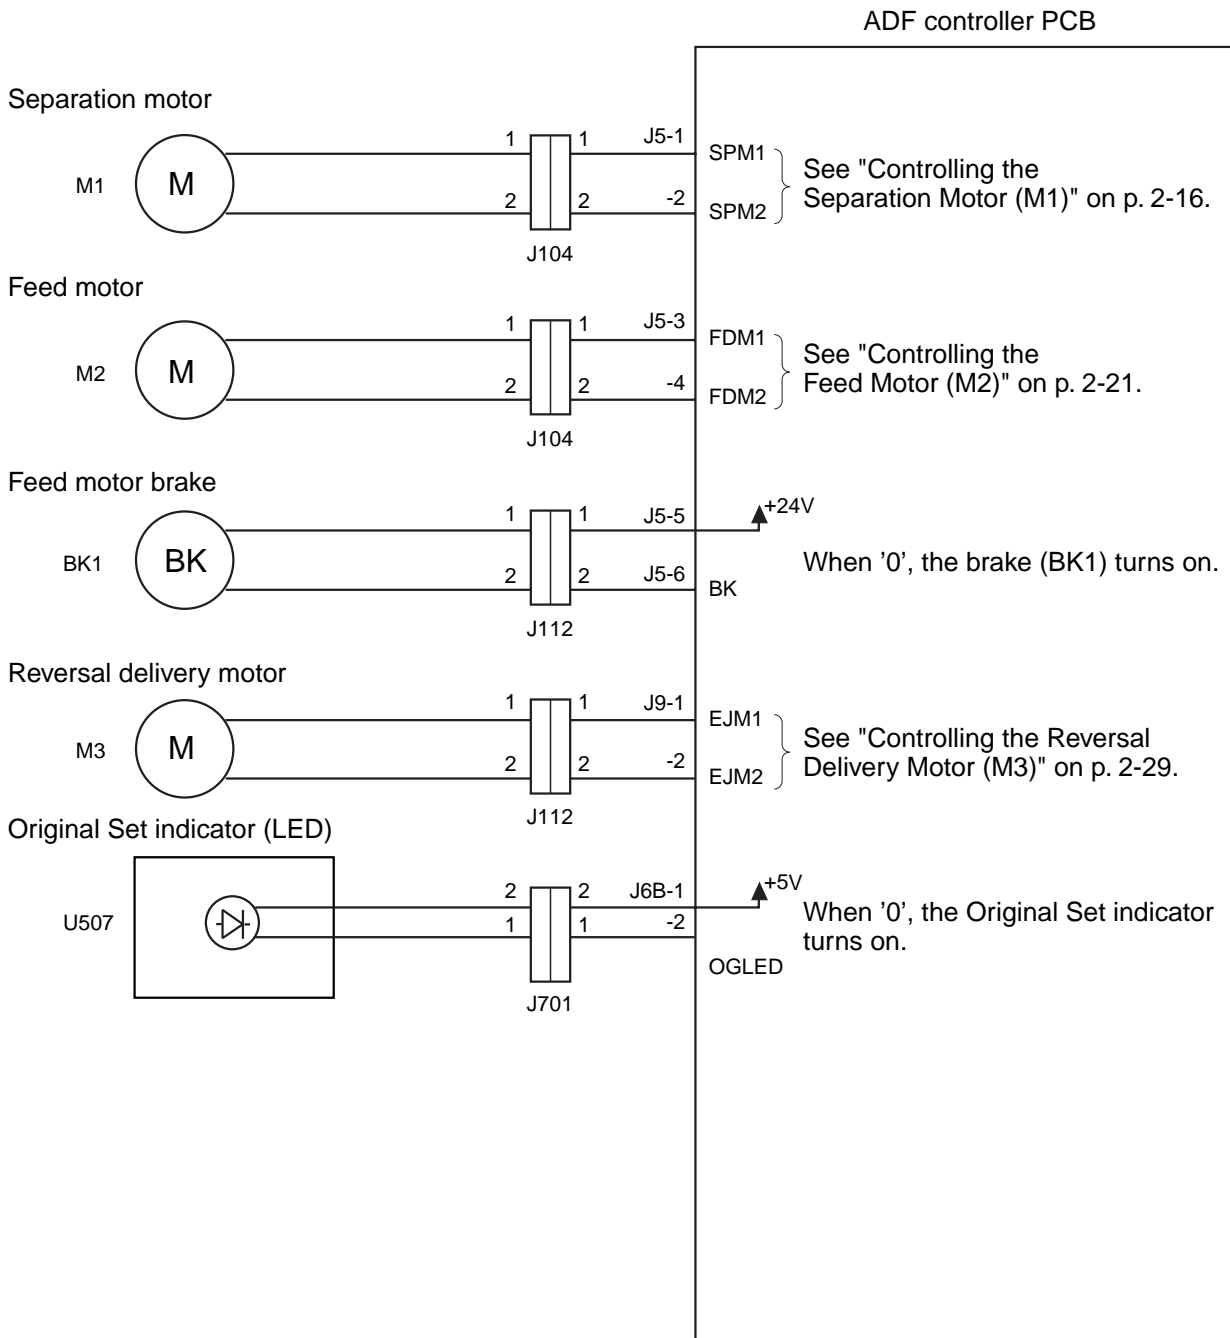 ADF controller PCB
Separation motor
M1
M
1
1
J5-1
2
2
-2
J104
SPM1
SPM2
See "Controlling the
Separation Motor (M1)" on p. 2-16.
Feed motor
M2
M
1
1
J5-3
2
2
-4
J104
FDM1
FDM2
See "Controlling the
Feed Motor (M2)" on p. 2-21.
Feed motor brake
BK1
BK
1
1
J5-5
2
2
J5-6
J112
+24V
BK
When ’0’, the brake (BK1) turns on.
Reversal delivery motor
M3
M
1
1
J9-1
2
2
-2
J112
EJM1
EJM2
See "Controlling the Reversal
Delivery Motor (M3)" on p. 2-29.
Original Set indicator (LED)
U507
2
2
J6B-1
1
1
-2
J701
+5V
OGLED
When ’0’, the Original Set indicator
turns on.